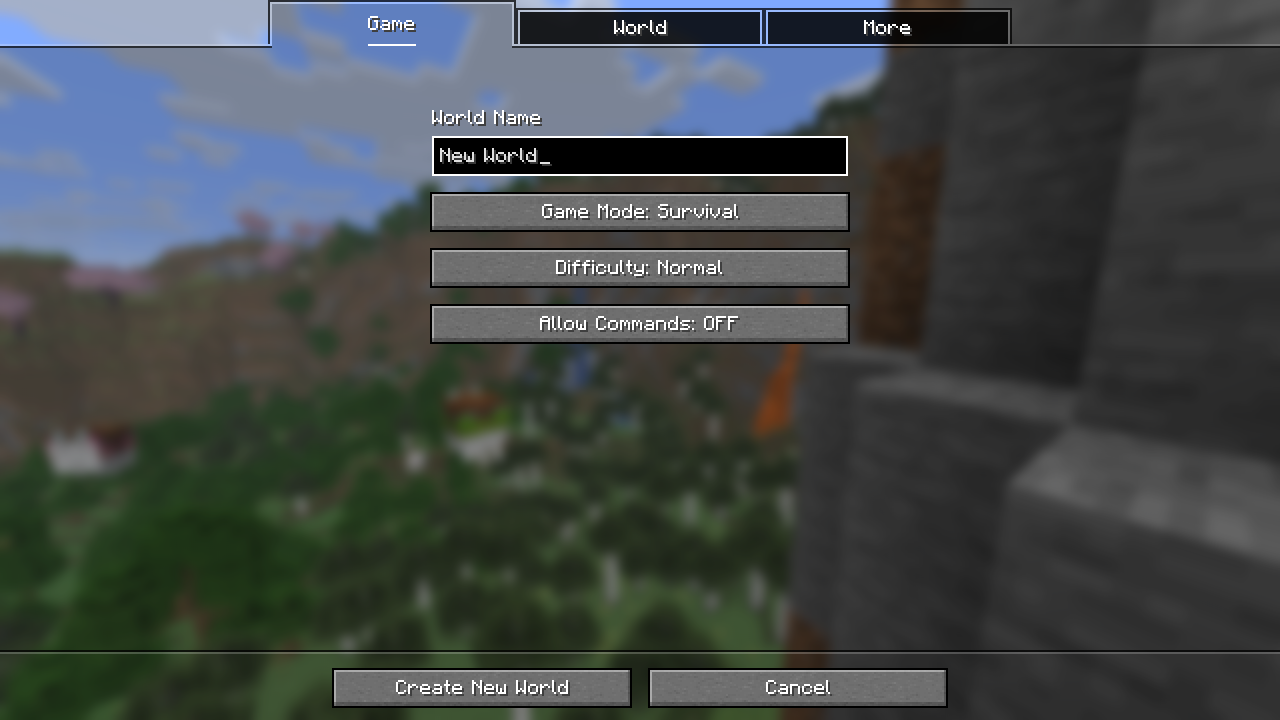 Game
World
More
World Name
New World_
Game Mode: Survival
Difficulty: Normal
Allow Commands: OFF
Create New World
Cancel